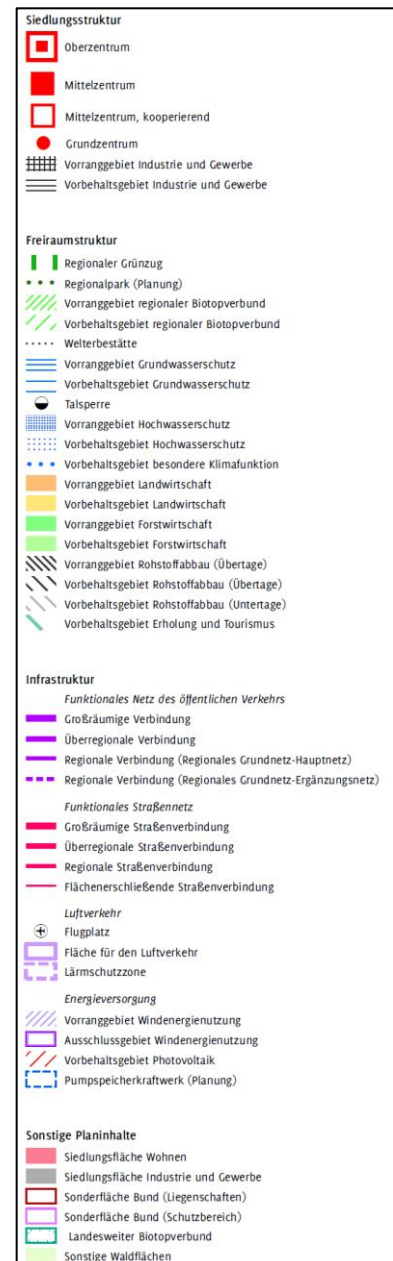 Siedlungsstruktur
Oberzentrum
Mittelzentrum
Mittelzentrum, kooperierend
Grundzentrum
Vorranggebiet Industrie und Gewerbe
Vorbehaltsgebiet Industrie und Gewerbe
Freiraumstruktur
Regionaler Grünzug
Regionalpark (Planung)
Vorranggebiet regionaler Biotopverbund
Vorbehaltsgebiet regionaler Biotopverbund
Welterbestätte
Vorranggebiet Grundwasserschutz
Vorbehaltsgebiet Grundwasserschutz
Talsperre
Vorranggebiet Hochwasserschutz
Vorbehaltsgebiet Hochwasserschutz
Vorbehaltsgebiet besondere Klimafunktion
Vorranggebiet Landwirtschaft
Vorbehaltsgebiet Landwirtschaft
Vorranggebiet Forstwirtschaft
Vorbehaltsgebiet Forstwirtschaft
Vorranggebiet Rohstoffabbau (Übertage)
Vorbehaltsgebiet Rohstoffabbau (Übertage)
Vorbehaltsgebiet Rohstoffabbau (Untertage)
Vorbehaltsgebiet Erholung und Tourismus
Infrastruktur
Funktionales Netz des öffentlichen Verkehrs
Großräumige Verbindung
Überregionale Verbindung
Regionale Verbindung (Regionales Grundnetz-Hauptnetz)
Regionale Verbindung (Regionales Grundnetz-Ergänzungsnetz)
Funktionales Straßennetz
Großräumige Straßenverbindung
Überregionale Straßenverbindung
Regionale Straßenverbindung
Flächenerschließende Straßenverbindung
Luftverkehr
Flugplatz
Fläche für den Luftverkehr
Lärmschutzzone
Energieversorgung
Vorranggebiet Windenergienutzung
Ausschlussgebiet Windenergienutzung
Vorbehaltsgebiet Photovoltaik
Pumpspeicherkraftwerk (Planung)
Sonstige Planinhalte
Siedlungsfläche Wohnen
Siedlungsfläche Industrie und Gewerbe
Sonderfläche Bund (Liegenschaften)
Sonderfläche Bund (Schutzbereich)
Landesweiter Biotopverbund
Sonstige Waldflächen